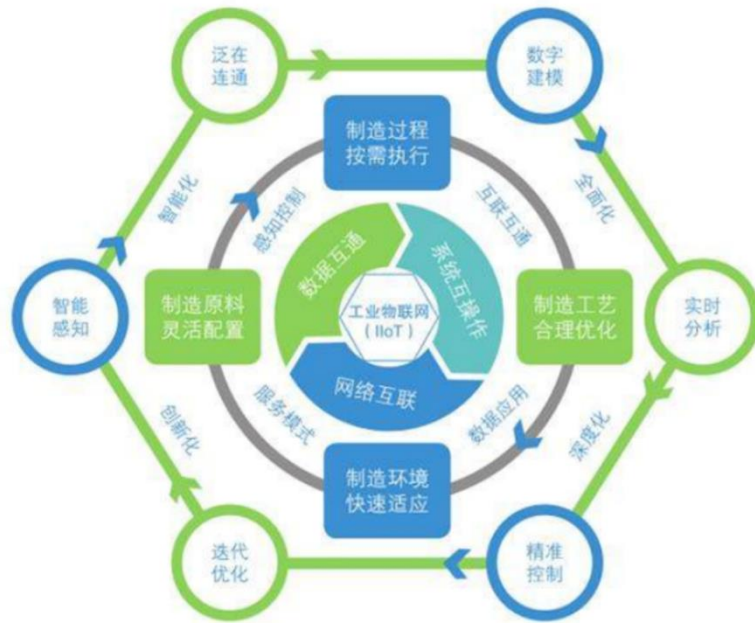 泛在
连通
数字
建模
制造过程
按需执行
智能化
感知控制
互联互通
全面化
数据互通
系统互操作
智能
感知
制造原料
灵活配置
工业物联网
（IIoT）
制造工艺
合理优化
实时
分析
网络互联
创新化
服务模式
数据应用
深度化
制造环境
快速适应
迭代
优化
精准
控制